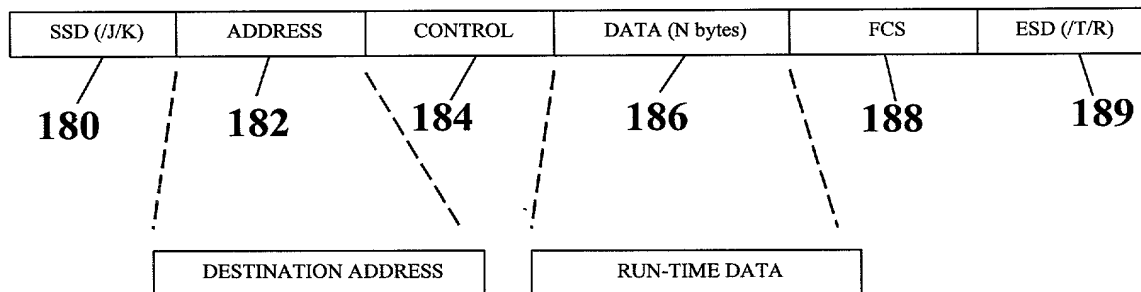 SSD (/J/K) ADDRESS CONTROL DATA (N bytes) FCS ESD (/T/R)
180 182 184 186 188 189
DESTINATION ADDRESS RUN-TIME DATA